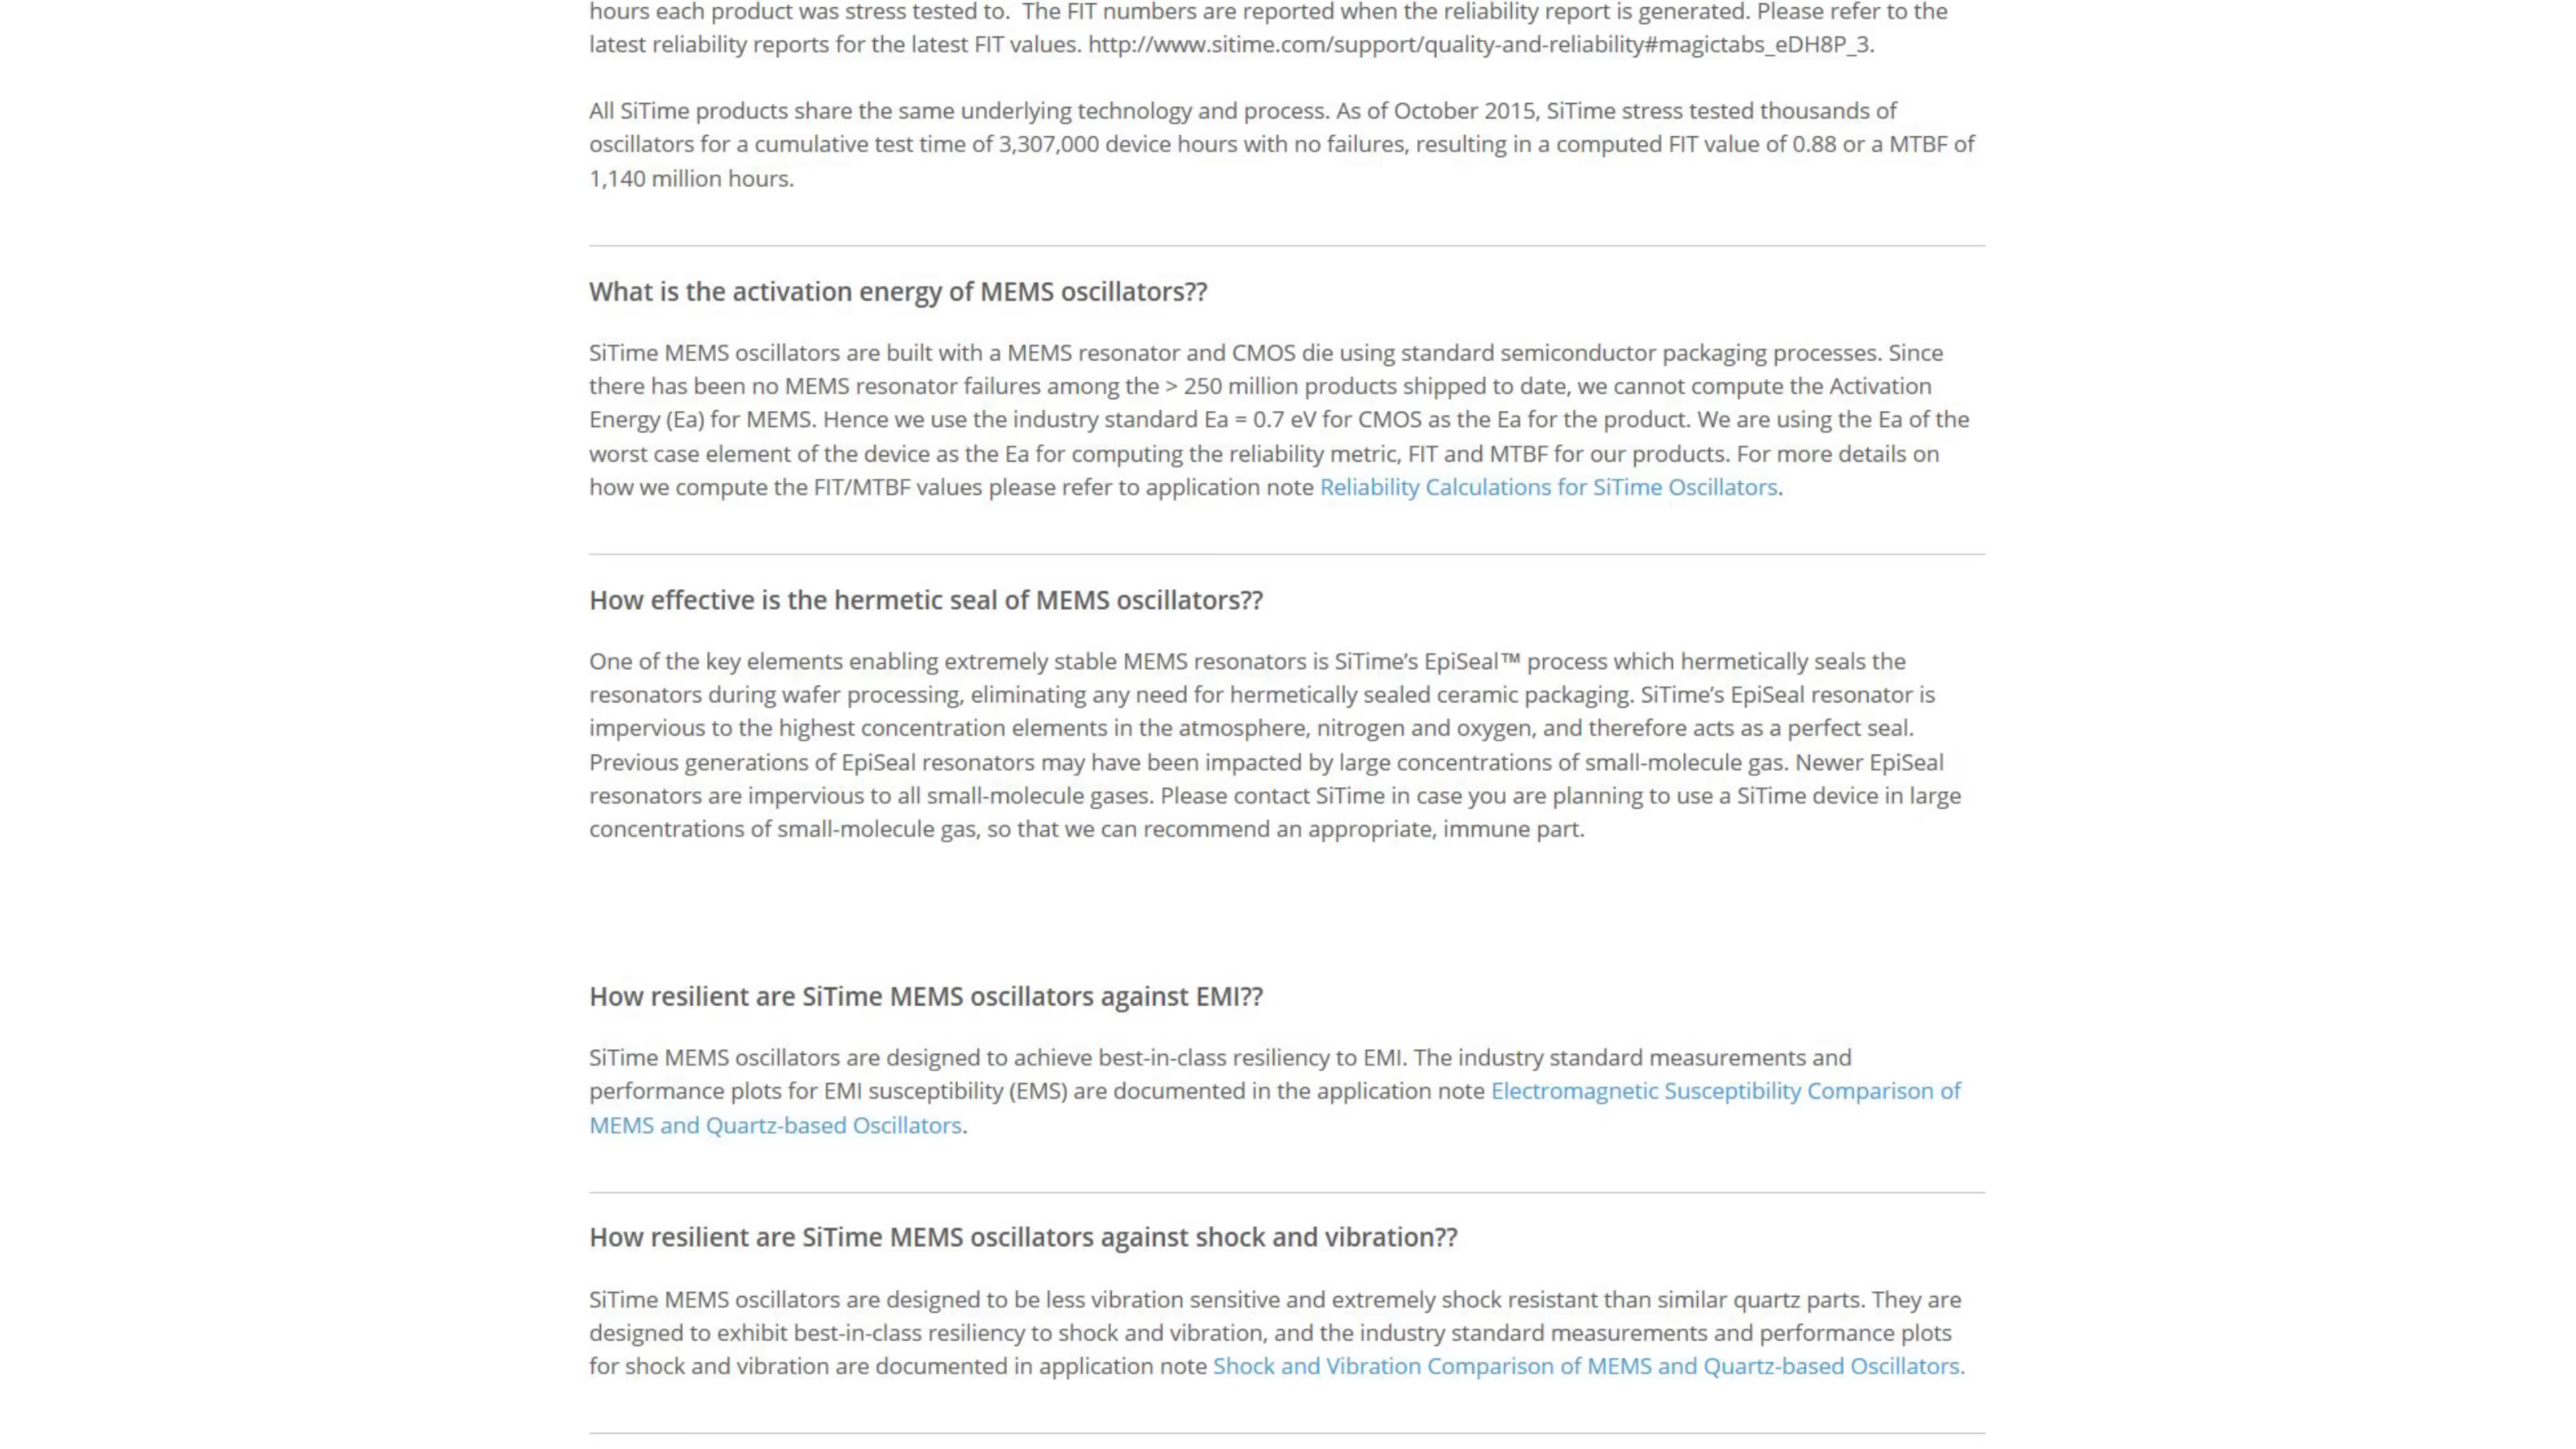 hours each product was stress tested to.  The FIT numbers are reported when the reliability report is generated. Please refer to the
latest reliability reports for the latest FIT values. http://www.sitime.com/support/quality-and-reliability#magictabs_eDH8P_3.
All SiTime products share the same underlying technology and process. As of October 2015, SiTime stress tested thousands of
oscillators for a cumulative test time of 3,307,000 device hours with no failures, resulting in a computed FIT value of 0.88 or a MTBF of
1,140 million hours.
What is the activation energy of MEMS oscillators??
SiTime MEMS oscillators are built with a MEMS resonator and CMOS die using standard semiconductor packaging processes. Since
there has been no MEMS resonator failures among the > 250 million products shipped to date, we cannot compute the Activation
Energy (Ea) for MEMS. Hence we use the industry standard Ea = 0.7 eV for CMOS as the Ea for the product. We are using the Ea of the
worst case element of the device as the Ea for computing the reliability metric, FIT and MTBF for our products. For more details on
how we compute the FIT/MTBF values please refer to application note Reliability Calculations for SiTime Oscillators.
How effective is the hermetic seal of MEMS oscillators??
One of the key elements enabling extremely stable MEMS resonators is SiTime’s EpiSeal™ process which hermetically seals the
resonators during wafer processing, eliminating any need for hermetically sealed ceramic packaging. SiTime’s EpiSeal resonator is
impervious to the highest concentration elements in the atmosphere, nitrogen and oxygen, and therefore acts as a perfect seal.
Previous generations of EpiSeal resonators may have been impacted by large concentrations of small-molecule gas. Newer EpiSeal
resonators are impervious to all small-molecule gases. Please contact SiTime in case you are planning to use a SiTime device in large
concentrations of small-molecule gas, so that we can recommend an appropriate, immune part.
How resilient are SiTime MEMS oscillators against EMI??
SiTime MEMS oscillators are designed to achieve best-in-class resiliency to EMI. The industry standard measurements and
performance plots for EMI susceptibility (EMS) are documented in the application note Electromagnetic Susceptibility Comparison of
MEMS and Quartz-based Oscillators.
How resilient are SiTime MEMS oscillators against shock and vibration??
SiTime MEMS oscillators are designed to be less vibration sensitive and extremely shock resistant than similar quartz parts. They are
designed to exhibit best-in-class resiliency to shock and vibration, and the industry standard measurements and performance plots
for shock and vibration are documented in application note Shock and Vibration Comparison of MEMS and Quartz-based Oscillators.